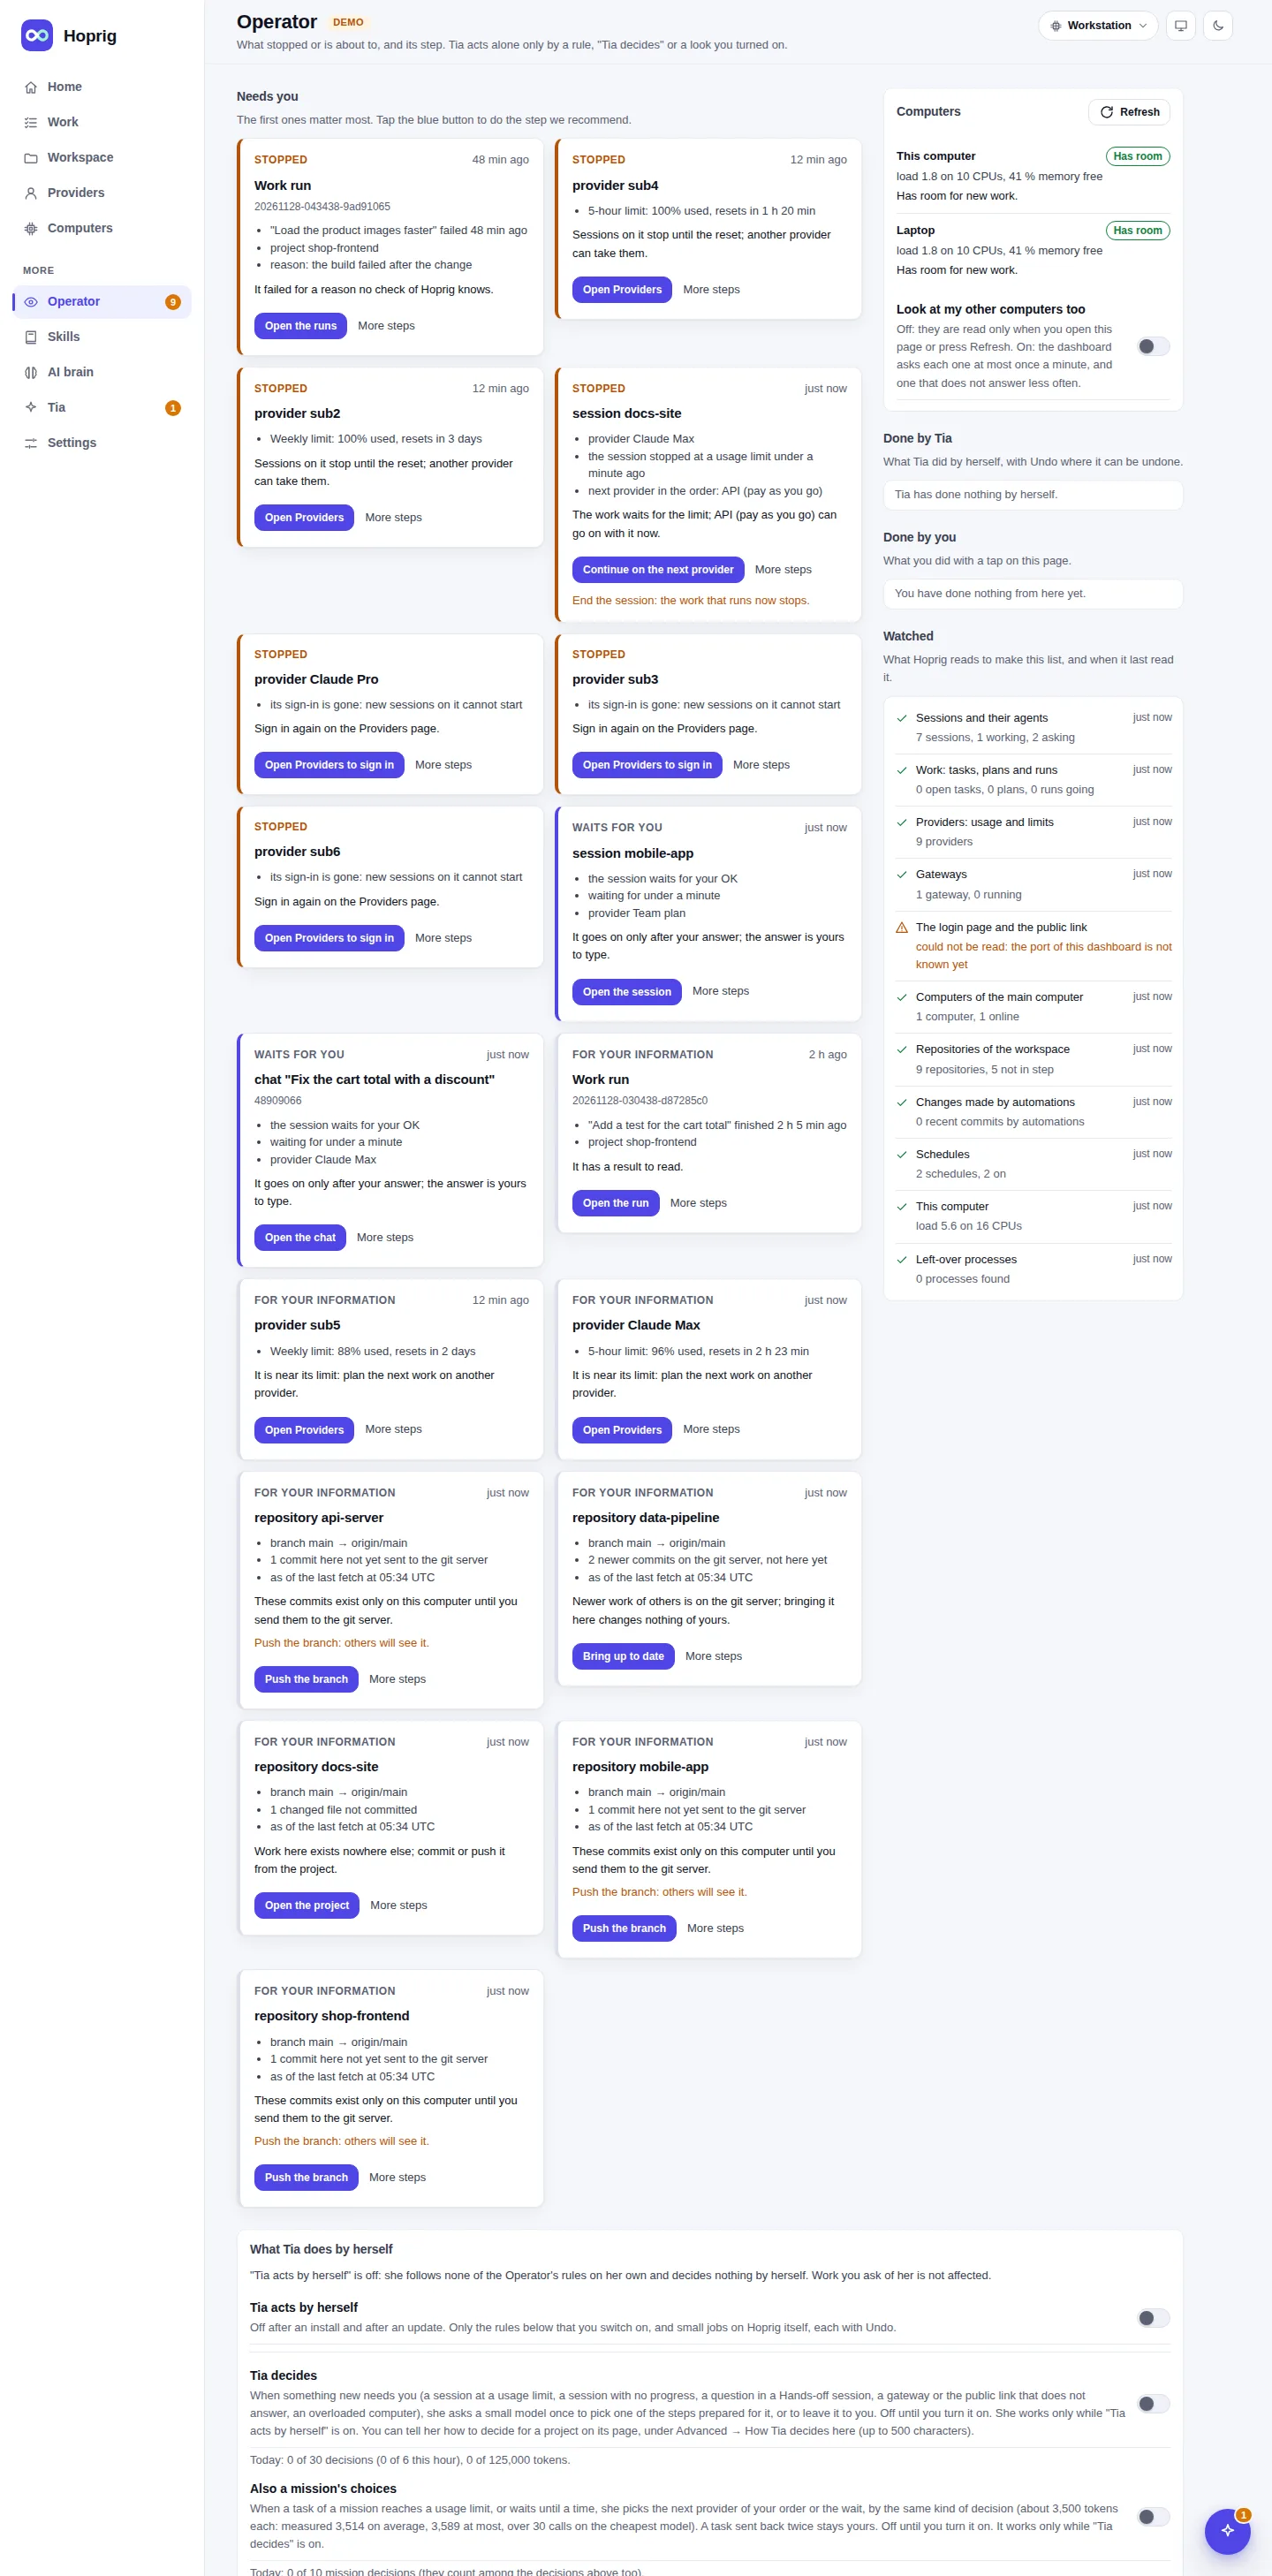 Hoprig
Home
Work
Workspace
Providers
Computers
MORE
Operator 9
Skills
AI brain
Tia 1
Settings
Operator DEMO
What stopped or is about to, and its step. Tia acts alone only by a rule, "Tia decides" or a look you turned on.
Workstation
Needs you
The first ones matter most. Tap the blue button to do the step we recommend.
STOPPED 48 min ago
Work run
20261128-043438-9ad91065
• "Load the product images faster" failed 48 min ago
• project shop-frontend
• reason: the build failed after the change
It failed for a reason no check of Hoprig knows.
Open the runs More steps
STOPPED 12 min ago
provider sub4
• 5-hour limit: 100% used, resets in 1 h 20 min
Sessions on it stop until the reset; another provider
can take them.
Open Providers More steps
STOPPED 12 min ago
provider sub2
• Weekly limit: 100% used, resets in 3 days
Sessions on it stop until the reset; another provider
can take them.
Open Providers More steps
STOPPED just now
session docs-site
• provider Claude Max
• the session stopped at a usage limit under a
minute ago
• next provider in the order: API (pay as you go)
The work waits for the limit; API (pay as you go) can
go on with it now.
Continue on the next provider More steps
End the session: the work that runs now stops.
STOPPED
provider Claude Pro
• its sign-in is gone: new sessions on it cannot start
Sign in again on the Providers page.
Open Providers to sign in More steps
STOPPED
provider sub3
• its sign-in is gone: new sessions on it cannot start
Sign in again on the Providers page.
Open Providers to sign in More steps
STOPPED
provider sub6
• its sign-in is gone: new sessions on it cannot start
Sign in again on the Providers page.
Open Providers to sign in More steps
WAITS FOR YOU just now
session mobile-app
• the session waits for your OK
• waiting for under a minute
• provider Team plan
It goes on only after your answer; the answer is yours
to type.
Open the session More steps
WAITS FOR YOU just now
chat "Fix the cart total with a discount"
48909066
• the session waits for your OK
• waiting for under a minute
• provider Claude Max
It goes on only after your answer; the answer is yours
to type.
Open the chat More steps
FOR YOUR INFORMATION 2 h ago
Work run
20261128-030438-d87285c0
• "Add a test for the cart total" finished 2 h 5 min ago
• project shop-frontend
It has a result to read.
Open the run More steps
FOR YOUR INFORMATION 12 min ago
provider sub5
• Weekly limit: 88% used, resets in 2 days
It is near its limit: plan the next work on another
provider.
Open Providers More steps
FOR YOUR INFORMATION just now
provider Claude Max
• 5-hour limit: 96% used, resets in 2 h 23 min
It is near its limit: plan the next work on another
provider.
Open Providers More steps
FOR YOUR INFORMATION just now
repository api-server
• branch main → origin/main
• 1 commit here not yet sent to the git server
• as of the last fetch at 05:34 UTC
These commits exist only on this computer until you
send them to the git server.
Push the branch: others will see it.
Push the branch More steps
FOR YOUR INFORMATION just now
repository data-pipeline
• branch main → origin/main
• 2 newer commits on the git server, not here yet
• as of the last fetch at 05:34 UTC
Newer work of others is on the git server; bringing it
here changes nothing of yours.
Bring up to date More steps
FOR YOUR INFORMATION just now
repository docs-site
• branch main → origin/main
• 1 changed file not committed
• as of the last fetch at 05:34 UTC
Work here exists nowhere else; commit or push it
from the project.
Open the project More steps
FOR YOUR INFORMATION just now
repository mobile-app
• branch main → origin/main
• 1 commit here not yet sent to the git server
• as of the last fetch at 05:34 UTC
These commits exist only on this computer until you
send them to the git server.
Push the branch: others will see it.
Push the branch More steps
FOR YOUR INFORMATION just now
repository shop-frontend
• branch main → origin/main
• 1 commit here not yet sent to the git server
• as of the last fetch at 05:34 UTC
These commits exist only on this computer until you
send them to the git server.
Push the branch: others will see it.
Push the branch More steps
Computers Refresh
This computer Has room
load 1.8 on 10 CPUs, 41 % memory free
Has room for new work.
Laptop Has room
load 1.8 on 10 CPUs, 41 % memory free
Has room for new work.
Look at my other computers too
Off: they are read only when you open this
page or press Refresh. On: the dashboard
asks each one at most once a minute, and
one that does not answer less often.
Done by Tia
What Tia did by herself, with Undo where it can be undone.
Tia has done nothing by herself.
Done by you
What you did with a tap on this page.
You have done nothing from here yet.
Watched
What Hoprig reads to make this list, and when it last read
it.
Sessions and their agents just now
7 sessions, 1 working, 2 asking
Work: tasks, plans and runs just now
0 open tasks, 0 plans, 0 runs going
Providers: usage and limits just now
9 providers
Gateways just now
1 gateway, 0 running
The login page and the public link
could not be read: the port of this dashboard is not
known yet
Computers of the main computer just now
1 computer, 1 online
Repositories of the workspace just now
9 repositories, 5 not in step
Changes made by automations just now
0 recent commits by automations
Schedules just now
2 schedules, 2 on
This computer just now
load 5.6 on 16 CPUs
Left-over processes just now
0 processes found
What Tia does by herself
"Tia acts by herself" is off: she follows none of the Operator's rules on her own and decides nothing by herself. Work you ask of her is not affected.
Tia acts by herself
Off after an install and after an update. Only the rules below that you switch on, and small jobs on Hoprig itself, each with Undo.
Tia decides
When something new needs you (a session at a usage limit, a session with no progress, a question in a Hands-off session, a gateway or the public link that does not
answer, an overloaded computer), she asks a small model once to pick one of the steps prepared for it, or to leave it to you. Off until you turn it on. She works only while "Tia
acts by herself" is on. You can tell her how to decide for a project on its page, under Advanced → How Tia decides here (up to 500 characters).
Today: 0 of 30 decisions (0 of 6 this hour), 0 of 125,000 tokens.
Also a mission's choices
When a task of a mission reaches a usage limit, or waits until a time, she picks the next provider of your order or the wait, by the same kind of decision (about 3,500 tokens
each: measured 3,514 on average, 3,589 at most, over 30 calls on the cheapest model). A task sent back twice stays yours. Off until you turn it on. It works only while "Tia
decides" is on.
Today: 0 of 10 mission decisions (they count among the decisions above too).
1